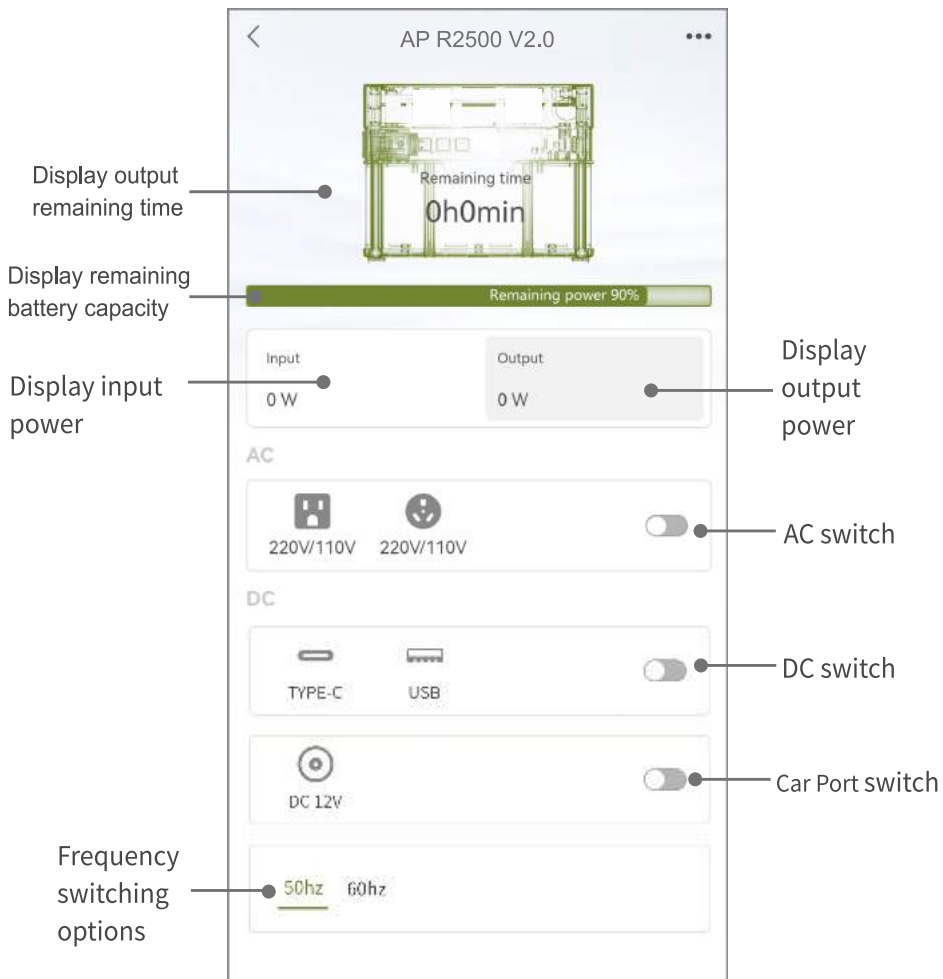 AP R2500 V2.0
Display output
remaining time
Remaining time
0h0min
Display remaining
battery capacity
Remaining power 90%
Display input
power
Input
0 W
Output
0 W
Display
output
power
AC
220V/110V
220V/110V
AC switch
DC
TYPE-C
USB
DC switch
DC 12V
Car Port switch
Frequency
switching
options
50hz
60hz